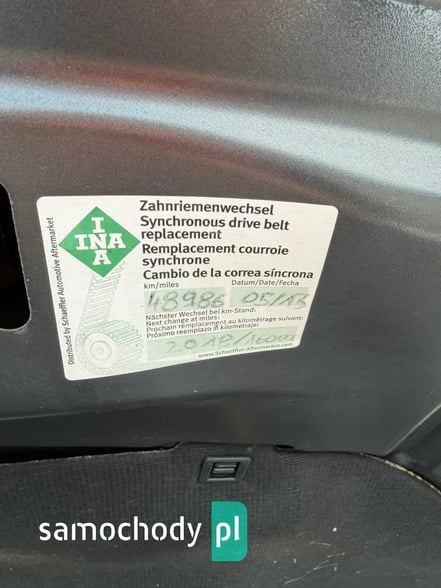 INA
INA
Zahnriemenwechsel
Synchronous drive belt
replacement
Remplacement courroie
synchrone
Cambio de la correa síncrona
km/miles Datum/Date/Fecha
48986 05/13
Nächster Wechsel bei km-Stand:
Next change at miles:
Prochain remplacement au kilométrage suivant:
Próximo reemplazo n kilometraje:
www.Schaeffler-Aftermarket.com
Distributed by Schaeffler Automotive Aftermarket
samochody pl